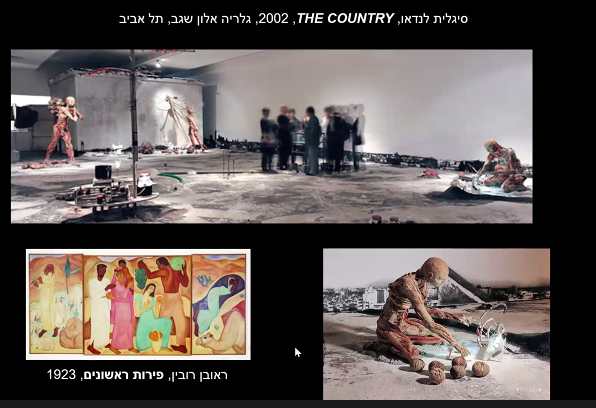 סיגלית לנדאו, THE COUNTRY, 2002, גלריה אלון שגב, תל אביב
ראובן רובין, פירות ראשונים, 1923